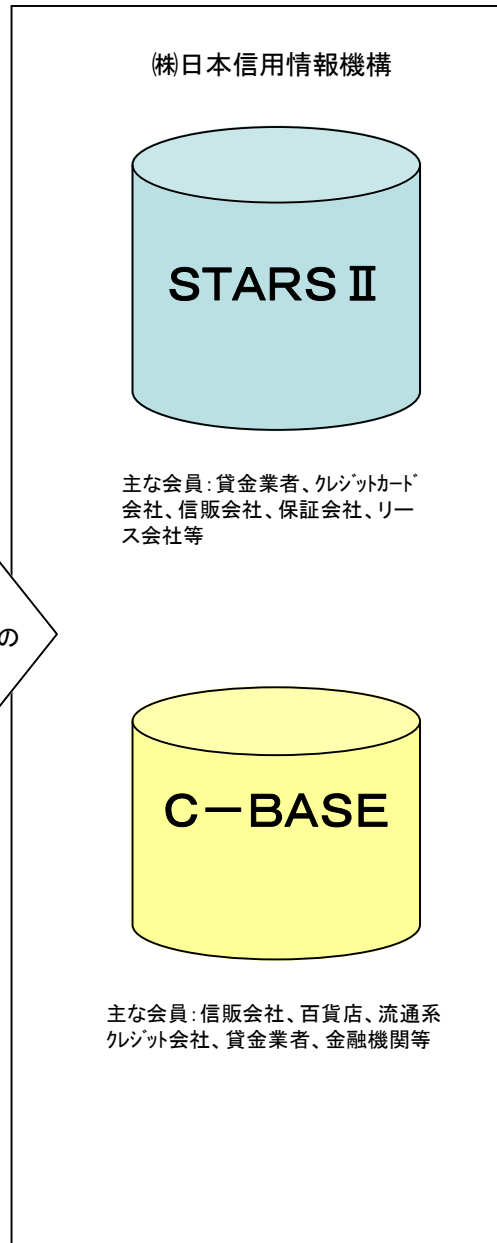 ㈱日本信用情報機構
STARSⅡ
主な会員：貸金業者、ｸﾚｼﾞｯﾄｶｰﾄﾞ
会社、信販会社、保証会社、リー
ス会社等
の
C－BASE
主な会員：信販会社、百貨店、流通系
ｸﾚｼﾞｯﾄ会社、貸金業者、金融機関等